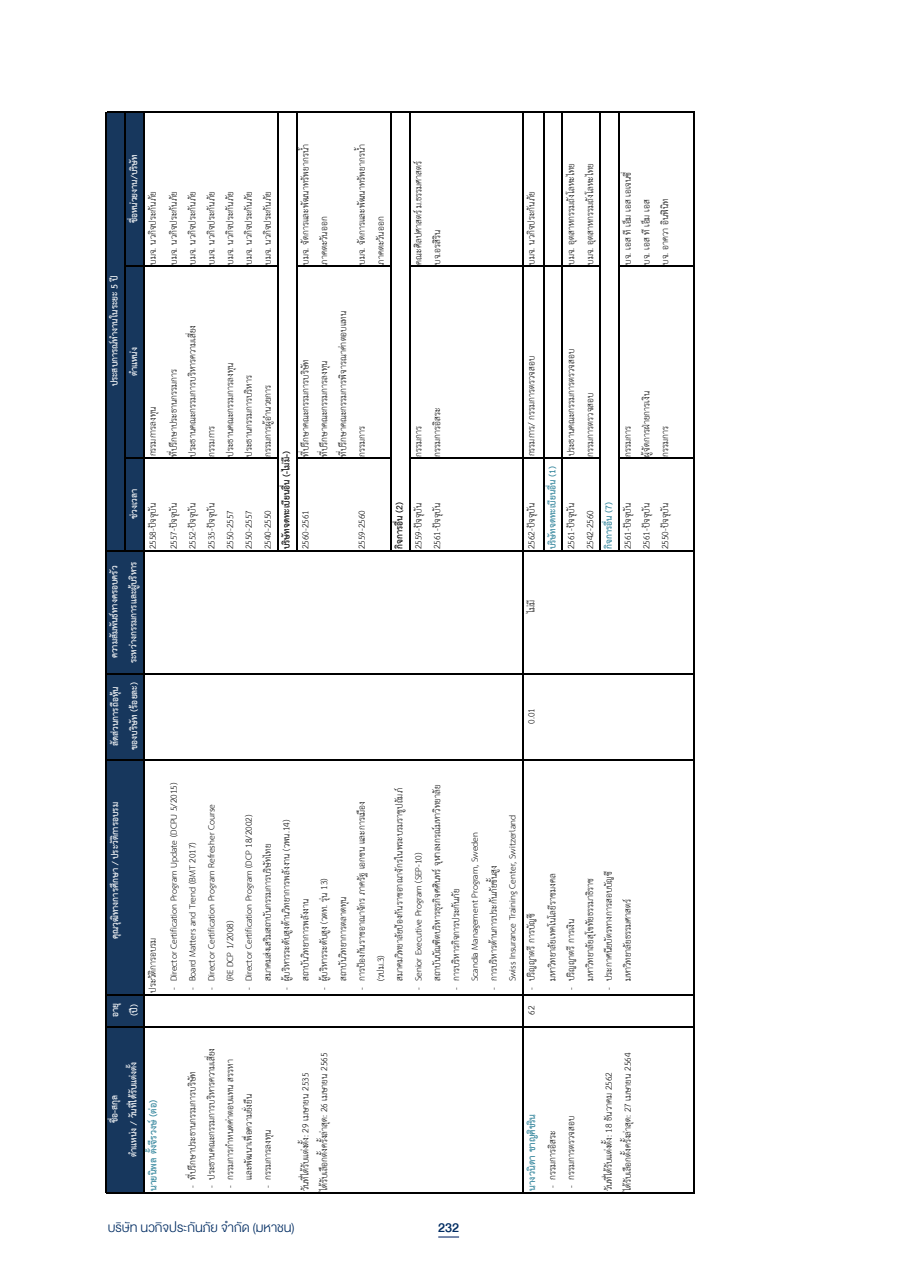 ชื่อ-สกุล
ตำแหน่ง / วันที่ได้รับแต่งตั้ง
อายุ
(ปี)
คุณวุฒิทางการศึกษา / ประวัติการอบรม
สัดส่วนการถือหุ้น
ของบริษัท (ร้อยละ)
ความสัมพันธ์ทางครอบครัว
ระหว่างกรรมการและผู้บริหาร
ประสบการณ์ทำงานในระยะ 5 ปี
ช่วงเวลา
ตำแหน่ง
ชื่อหน่วยงาน/บริษัท
นายนิพล ตั้งจีรวงษ์ (ต่อ)
- ที่ปรึกษาประธานกรรมการบริษัท
- ประธานคณะกรรมการบริหารความเสี่ยง
- กรรมการกำหนดค่าตอบแทน สรรหา
และพัฒนาเพื่อความยั่งยืน
- กรรมการลงทุน
วันที่ได้รับแต่งตั้ง: 29 เมษายน 2535
ได้รับเลือกตั้งครั้งล่าสุด: 26 เมษายน 2565
ประวัติการอบรม
- Director Certification Program Update (DCPU 5/2015)
- Board Matters and Trend (BMT 2017)
- Director Certification Program Refresher Course
(RE DCP 1/2008)
- Director Certification Program (DCP 18/2002)
สมาคมส่งเสริมสถาบันกรรมการบริษัทไทย
- ผู้บริหารระดับสูงด้านวิทยาการพลังงาน (วพน.14)
สถาบันวิทยาการพลังงาน
- ผู้บริหารระดับสูง (วตท. รุ่น 13)
สถาบันวิทยาการตลาดทุน
- การป้องกันราชอาณาจักร ภาครัฐ เอกชน และการเมือง
(วปม.3)
สมาคมวิทยาลัยป้องกันราชอาณาจักรในพระบรมราชูปถัมภ์
- Senior Executive Program (SEP-10)
สถาบันบัณฑิตบริหารธุรกิจศศินทร์ จุฬาลงกรณ์มหาวิทยาลัย
- การบริหารกิจการประกันภัย
Scandia Management Program, Sweden
- การบริหารด้านการประกันภัยขั้นสูง
Swiss Insurance Training Center, Switzerland
2558-ปัจจุบัน กรรมการลงทุน บมจ. นวกิจประกันภัย
2557-ปัจจุบัน ที่ปรึกษาประธานกรรมการ บมจ. นวกิจประกันภัย
2552-ปัจจุบัน ประธานคณะกรรมการบริหารความเสี่ยง บมจ. นวกิจประกันภัย
2535-ปัจจุบัน กรรมการ บมจ. นวกิจประกันภัย
2550-2557 ประธานคณะกรรมการลงทุน บมจ. นวกิจประกันภัย
2550-2557 ประธานกรรมการบริหาร บมจ. นวกิจประกันภัย
2540-2550 กรรมการผู้อำนวยการ บมจ. นวกิจประกันภัย
บริษัทจดทะเบียนอื่น (-ไม่มี-)
2560-2561 ที่ปรึกษาคณะกรรมการบริษัท บมจ. จัดการและพัฒนาทรัพยากรน้ำ
ที่ปรึกษาคณะกรรมการลงทุน ภาคตะวันออก
ที่ปรึกษาคณะกรรมการพิจารณาค่าตอบแทน
2559-2560 กรรมการ บมจ. จัดการและพัฒนาทรัพยากรน้ำ
ภาคตะวันออก
กิจการอื่น (2)
2559-ปัจจุบัน กรรมการ คณะศิลปศาสตร์ ม.ธรรมศาสตร์
2561-ปัจจุบัน กรรมการอิสระ บจ.อรสิริน
นางวนิดา ชาญศิขริน
- กรรมการอิสระ
- กรรมการตรวจสอบ
วันที่ได้รับแต่งตั้ง: 18 ธันวาคม 2562
ได้รับเลือกตั้งครั้งล่าสุด: 27 เมษายน 2564
62
- ปริญญาตรี การบัญชี
มหาวิทยาลัยเทคโนโลยีราชมงคล
- ปริญญาตรี การเงิน
มหาวิทยาลัยสุโขทัยธรรมาธิราช
- ประกาศนียบัตรทางการสอบบัญชี
มหาวิทยาลัยธรรมศาสตร์
0.01
ไม่มี
2562-ปัจจุบัน กรรมการ/ กรรมการตรวจสอบ บมจ. นวกิจประกันภัย
บริษัทจดทะเบียนอื่น (1)
2561-ปัจจุบัน ประธานคณะกรรมการตรวจสอบ บมจ. อุตสาหกรรมถังโลหะไทย
2542-2560 กรรมการตรวจสอบ บมจ. อุตสาหกรรมถังโลหะไทย
กิจการอื่น (7)
2561-ปัจจุบัน กรรมการ บจ. เอส ที เอ็ม เอส เอเจนซี่
2561-ปัจจุบัน ผู้จัดการฝ่ายการเงิน บจ. เอส ที เอ็ม เอส
2550-ปัจจุบัน กรรมการ บจ. อาควา อินฟินิท
บริษัท นวกิจประกันภัย จำกัด (มหาชน)
232